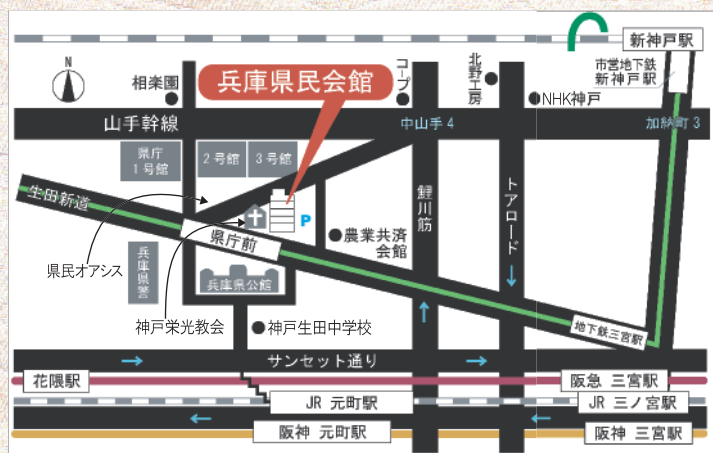 新神戸駅
N
相楽園
兵庫県民会館
コープ
北野工房
市営地下鉄
新神戸駅
NHK神戸
山手幹線
中山手4
加納町3
県庁
1号館
2号館
3号館
生田新道
鯉川筋
トアロード
P
県庁前
農業共済
会館
県民オアシス
兵庫県警
兵庫県公館
神戸栄光教会
神戸生田中学校
地下鉄三宮駅
サンセット通り
花隈駅
阪急 三宮駅
JR 元町駅
JR 三ノ宮駅
阪神 元町駅
阪神 三宮駅